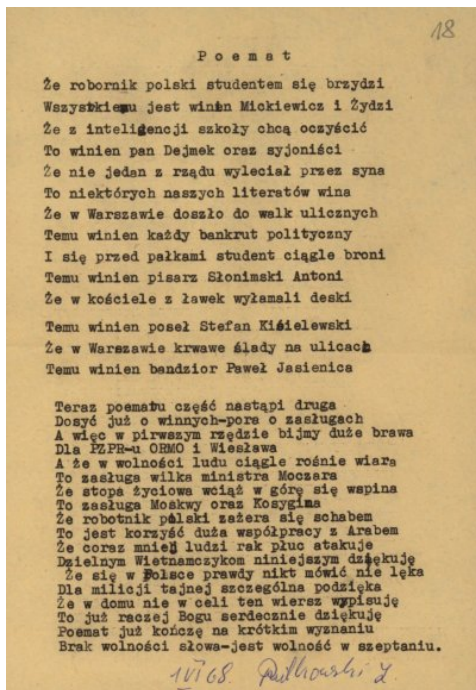 18
Poemat
Że robornik polski studentem się brzydzi
Wszystkiemu jest winien Mickiewicz i Żydzi
Że z inteligencji szkoły chcą oczyścić
To winien pan Dejmek oraz syjoniści
Że nie jedan z rządu wyleciał przez syna
To niektórych naszych literatów wina
Że w Warszawie doszło do walk ulicznych
Temu winien każdy bankrut polityczny
I się przed pałkami student ciągle broni
Temu winien pisarz Słonimski Antoni
Że w kościele z ławek wyłamali deski
Temu winien poseł Stefan Kisielewski
Że w Warszawie krwawe ślady na ulicach
Temu winien bandzior Paweł Jasienica
Teraz poematu część nastąpi druga
Dosyć już o winnych-pora o zasługach
A więc w pirwszym rzędzie bijmy duże brawa
Dla PZPR-u ORMO i Wiesława
A że w wolności ludu ciągle rośnie wiara
To zasługa wilka ministra Moczara
Że stopa życiowa wciąż w górę się wspina
To zasługa Moskwy oraz Kosygina
Że robotnik polski zażera się schabem
To jest korzyść duża współpracy z Arabem
Że coraz mniej ludzi rak płuc atakuje
Dzielnym Wietnamczykom niniejszym dziękuję
Że się w Polsce prawdy nikt mówić nie lęka
Dla milicji tajnej szczególna podzięka
Że w domu nie w celi ten wiersz wypisuję
To już raczej Bogu serdecznie dziękuję
Poemat już kończę na krótkim wyznaniu
Brak wolności słowa-jest wolność w szeptaniu.
1 VI 68.